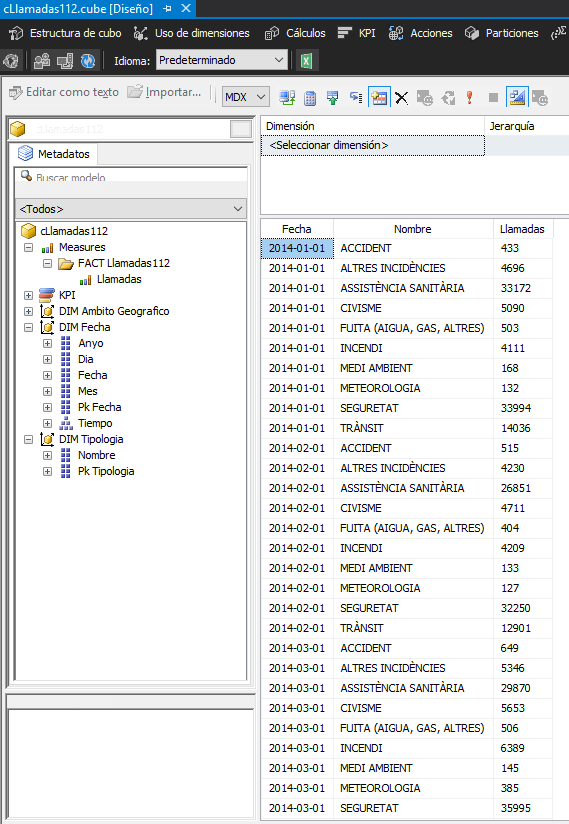 cLlamadas112.cube [Diseño]
Estructura de cubo Uso de dimensiones Cálculos KPI Acciones Particiones
Idioma: Predeterminado
Editar como texto Importar... MDX
cLlamadas112
Metadatos
Buscar modelo
<Todos>
cLlamadas112
Measures
FACT Llamadas112
Llamadas
KPI
DIM Ambito Geografico
DIM Fecha
Anyo
Dia
Fecha
Mes
Pk Fecha
Tiempo
DIM Tipologia
Nombre
Pk Tipologia
Dimensión Jerarquía
<Seleccionar dimensión>
Fecha Nombre Llamadas
2014-01-01 ACCIDENT 433
2014-01-01 ALTRES INCIDÈNCIES 4696
2014-01-01 ASSISTÈNCIA SANITÀRIA 33172
2014-01-01 CIVISME 5090
2014-01-01 FUITA (AIGUA, GAS, ALTRES) 503
2014-01-01 INCENDI 4111
2014-01-01 MEDI AMBIENT 168
2014-01-01 METEOROLOGIA 132
2014-01-01 SEGURETAT 33994
2014-01-01 TRÀNSIT 14036
2014-02-01 ACCIDENT 515
2014-02-01 ALTRES INCIDÈNCIES 4230
2014-02-01 ASSISTÈNCIA SANITÀRIA 26851
2014-02-01 CIVISME 4711
2014-02-01 FUITA (AIGUA, GAS, ALTRES) 404
2014-02-01 INCENDI 4209
2014-02-01 MEDI AMBIENT 133
2014-02-01 METEOROLOGIA 127
2014-02-01 SEGURETAT 32250
2014-02-01 TRÀNSIT 12901
2014-03-01 ACCIDENT 649
2014-03-01 ALTRES INCIDÈNCIES 5346
2014-03-01 ASSISTÈNCIA SANITÀRIA 29870
2014-03-01 CIVISME 5653
2014-03-01 FUITA (AIGUA, GAS, ALTRES) 506
2014-03-01 INCENDI 6389
2014-03-01 MEDI AMBIENT 145
2014-03-01 METEOROLOGIA 385
2014-03-01 SEGURETAT 35995